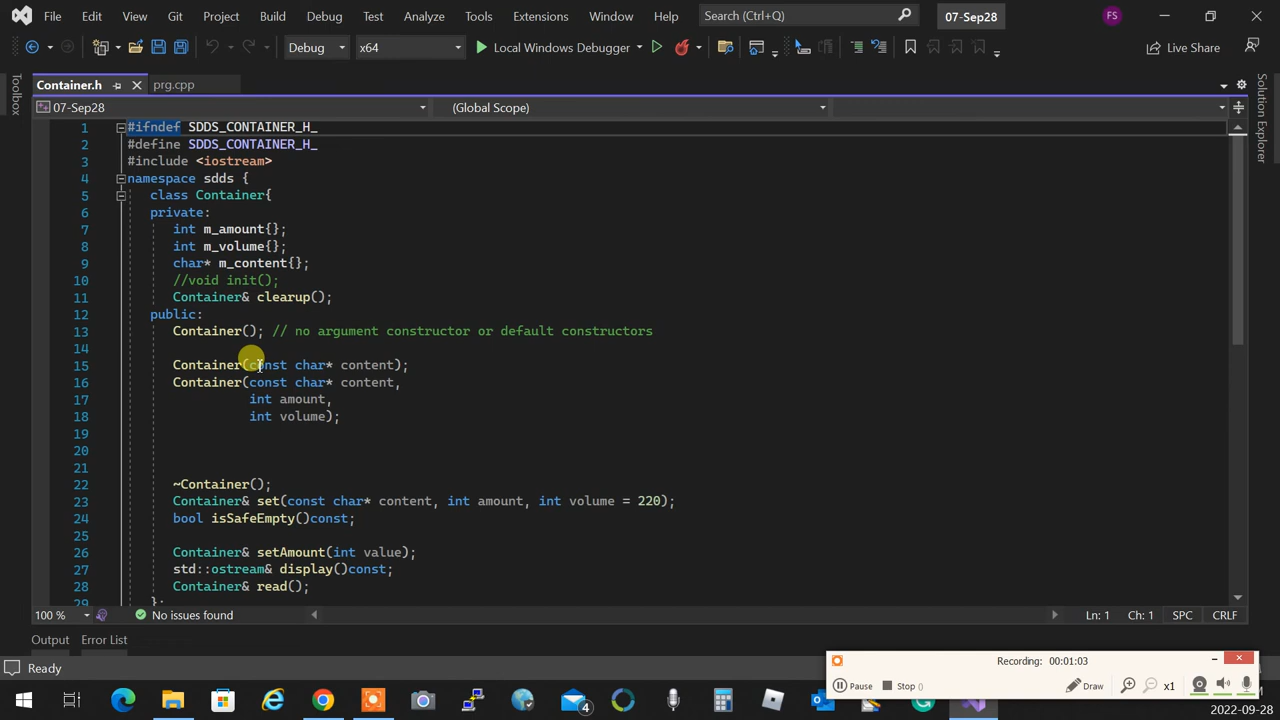 File Edit View Git Project Build Debug Test Analyze Tools Extensions Window Help Search (Ctrl+Q) 07-Sep28 FS
Debug x64 Local Windows Debugger Live Share
Container.h prg.cpp
07-Sep28 (Global Scope)
Toolbox
Solution Explorer
1 #ifndef SDDS_CONTAINER_H_
2 #define SDDS_CONTAINER_H_
3 #include <iostream>
4 namespace sdds {
5 class Container{
6 private:
7 int m_amount{};
8 int m_volume{};
9 char* m_content{};
10 //void init();
11 Container& clearup();
12 public:
13 Container(); // no argument constructor or default constructors
14
15 Container(const char* content);
16 Container(const char* content,
17 int amount,
18 int volume);
19
20
21
22 ~Container();
23 Container& set(const char* content, int amount, int volume = 220);
24 bool isSafeEmpty()const;
25
26 Container& setAmount(int value);
27 std::ostream& display()const;
28 Container& read();
29 };
100 % No issues found Ln: 1 Ch: 1 SPC CRLF
Output Error List
Ready
Recording: 00:01:03
Pause Stop () Draw x1
4
2022-09-28